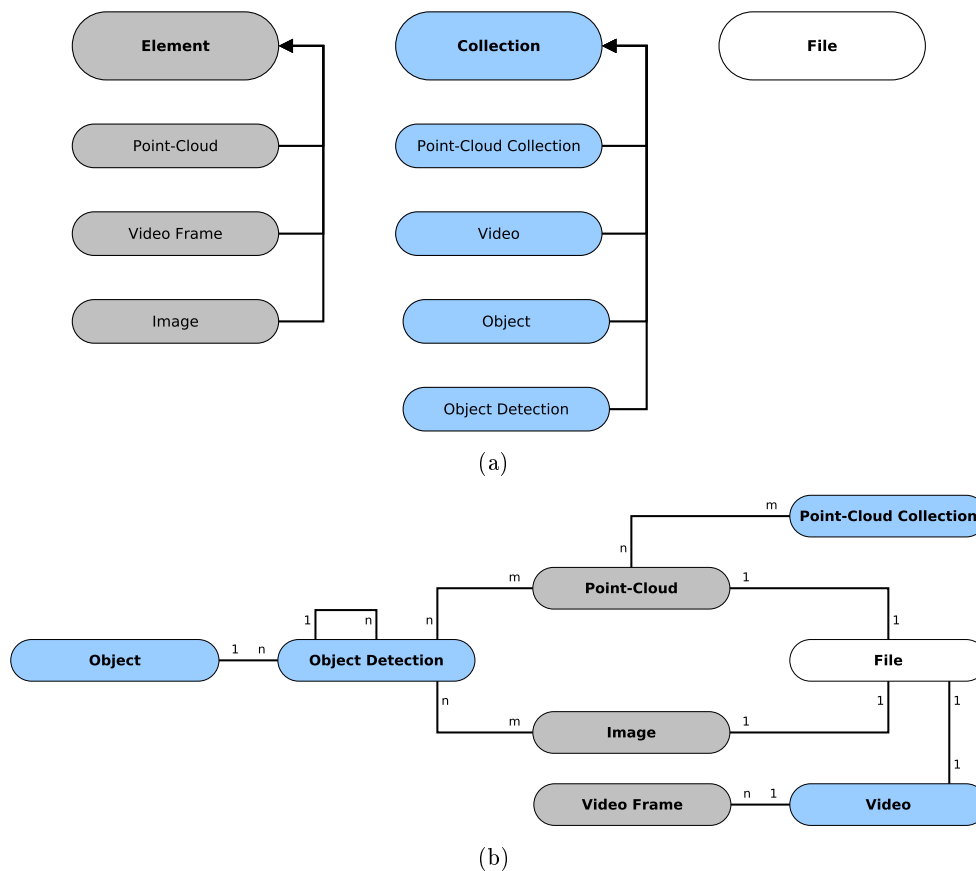 Element
Collection
File
Point-Cloud
Point-Cloud Collection
Video Frame
Video
Image
Object
Object Detection
(a)
Point-Cloud Collection
m
n
m
Point-Cloud
1
1
n
n
1
Object
1
n
Object Detection
File
n
m
Image
1
1
1
1
Video Frame
n
1
Video
(b)